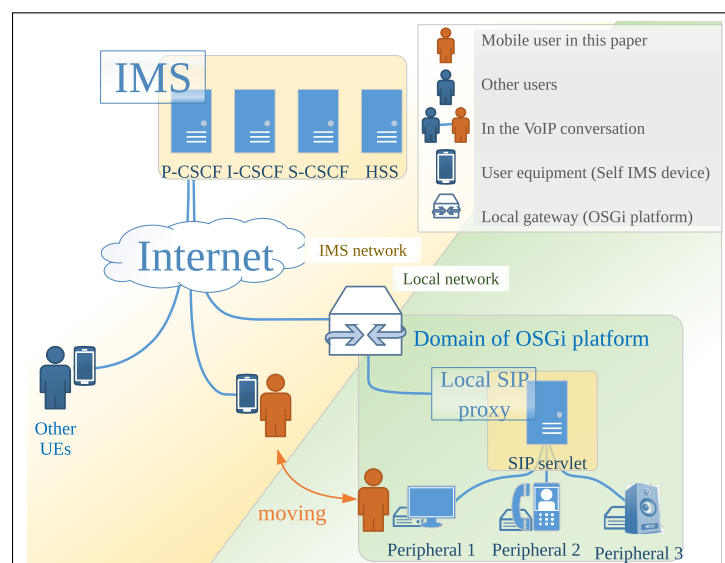 IMS
P-CSCF I-CSCF S-CSCF HSS
Mobile user in this paper
Other users
In the VoIP conversation
User equipment (Self IMS device)
Local gateway (OSGi platform)
Internet
IMS network
Local network
Domain of OSGi platform
Local SIP
proxy
SIP servlet
Other
UEs
moving
Peripheral 1
Peripheral 2
Peripheral 3